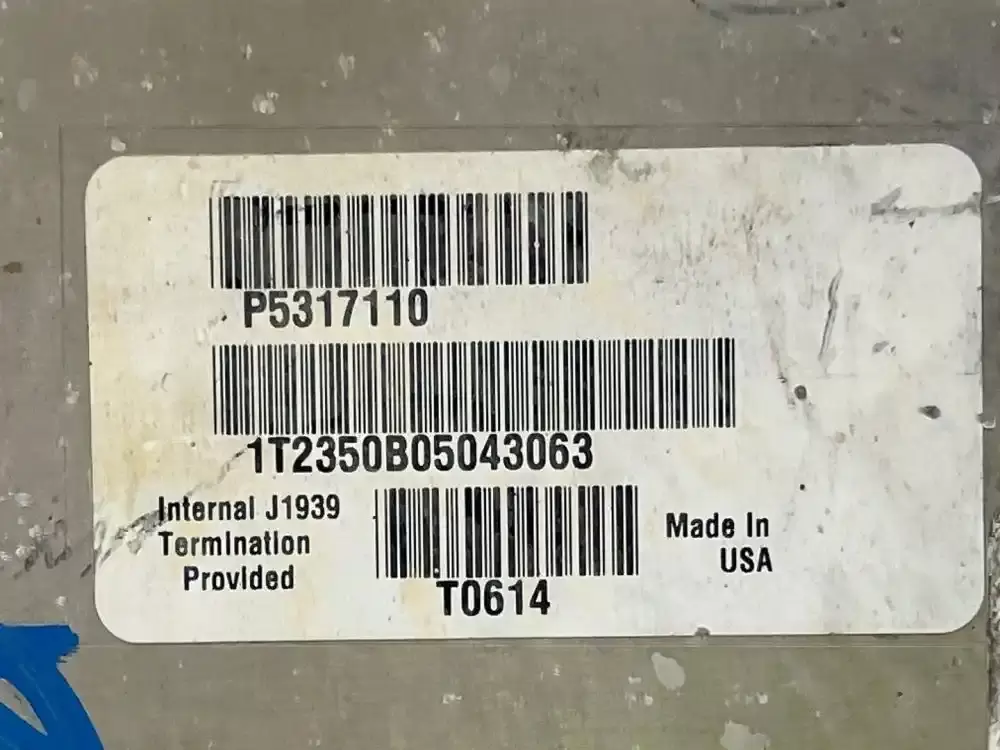 P5317110
1T2350B05043063
Internal J1939
Termination
Provided
T0614
Made In
USA